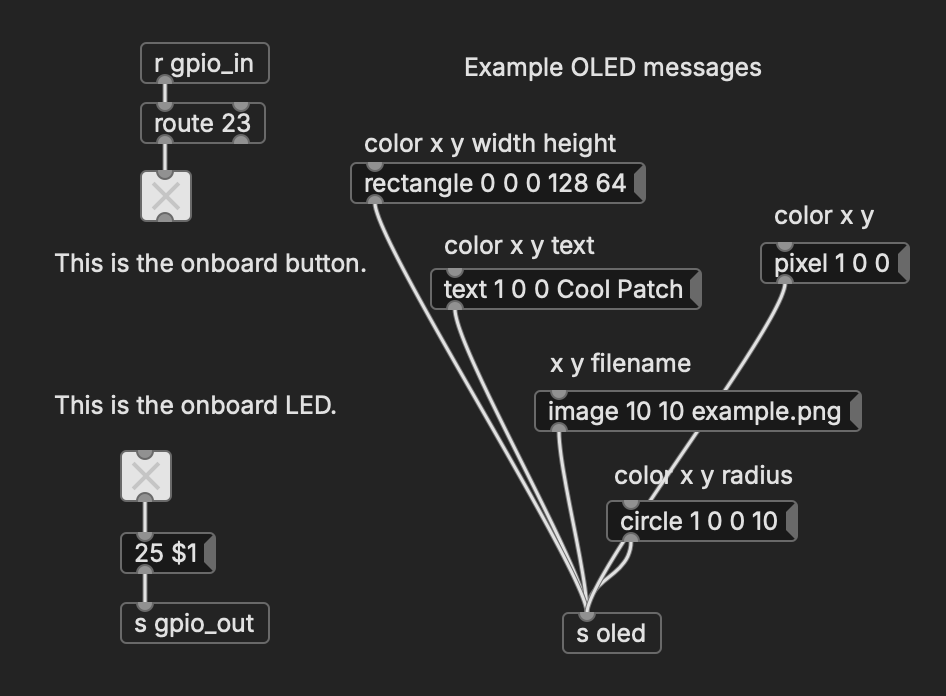 r gpio_in
Example OLED messages
route 23
color x y width height
rectangle 0 0 0 128 64
color x y
color x y text
This is the onboard button.
pixel 1 0 0
text 1 0 0 Cool Patch
x y filename
This is the onboard LED.
image 10 10 example.png
color x y radius
circle 1 0 0 10
25 $1
s gpio_out
s oled